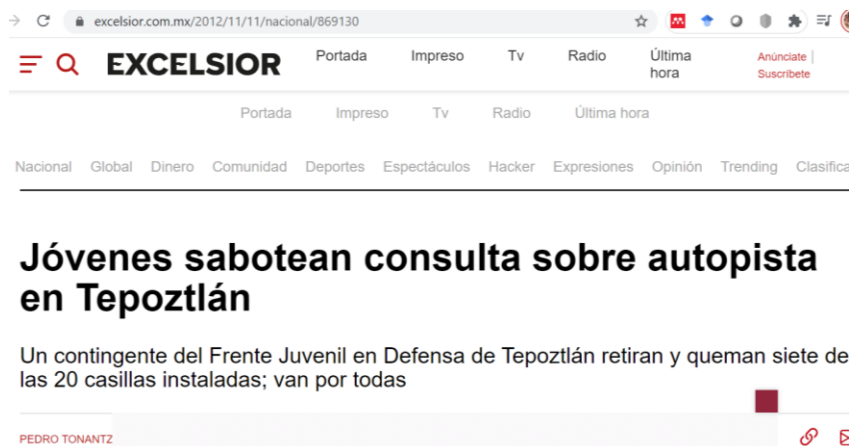 excelsior.com.mx/2012/11/11/nacional/869130
EXCELSIOR Portada Impreso Tv Radio Última hora Anúnciate | Suscríbete
Portada Impreso Tv Radio Última hora
Nacional Global Dinero Comunidad Deportes Espectáculos Hacker Expresiones Opinión Trending Clasifica
Jóvenes sabotean consulta sobre autopista
en Tepoztlán
Un contingente del Frente Juvenil en Defensa de Tepoztlán retiran y queman siete de
las 20 casillas instaladas; van por todas
PEDRO TONANTZ